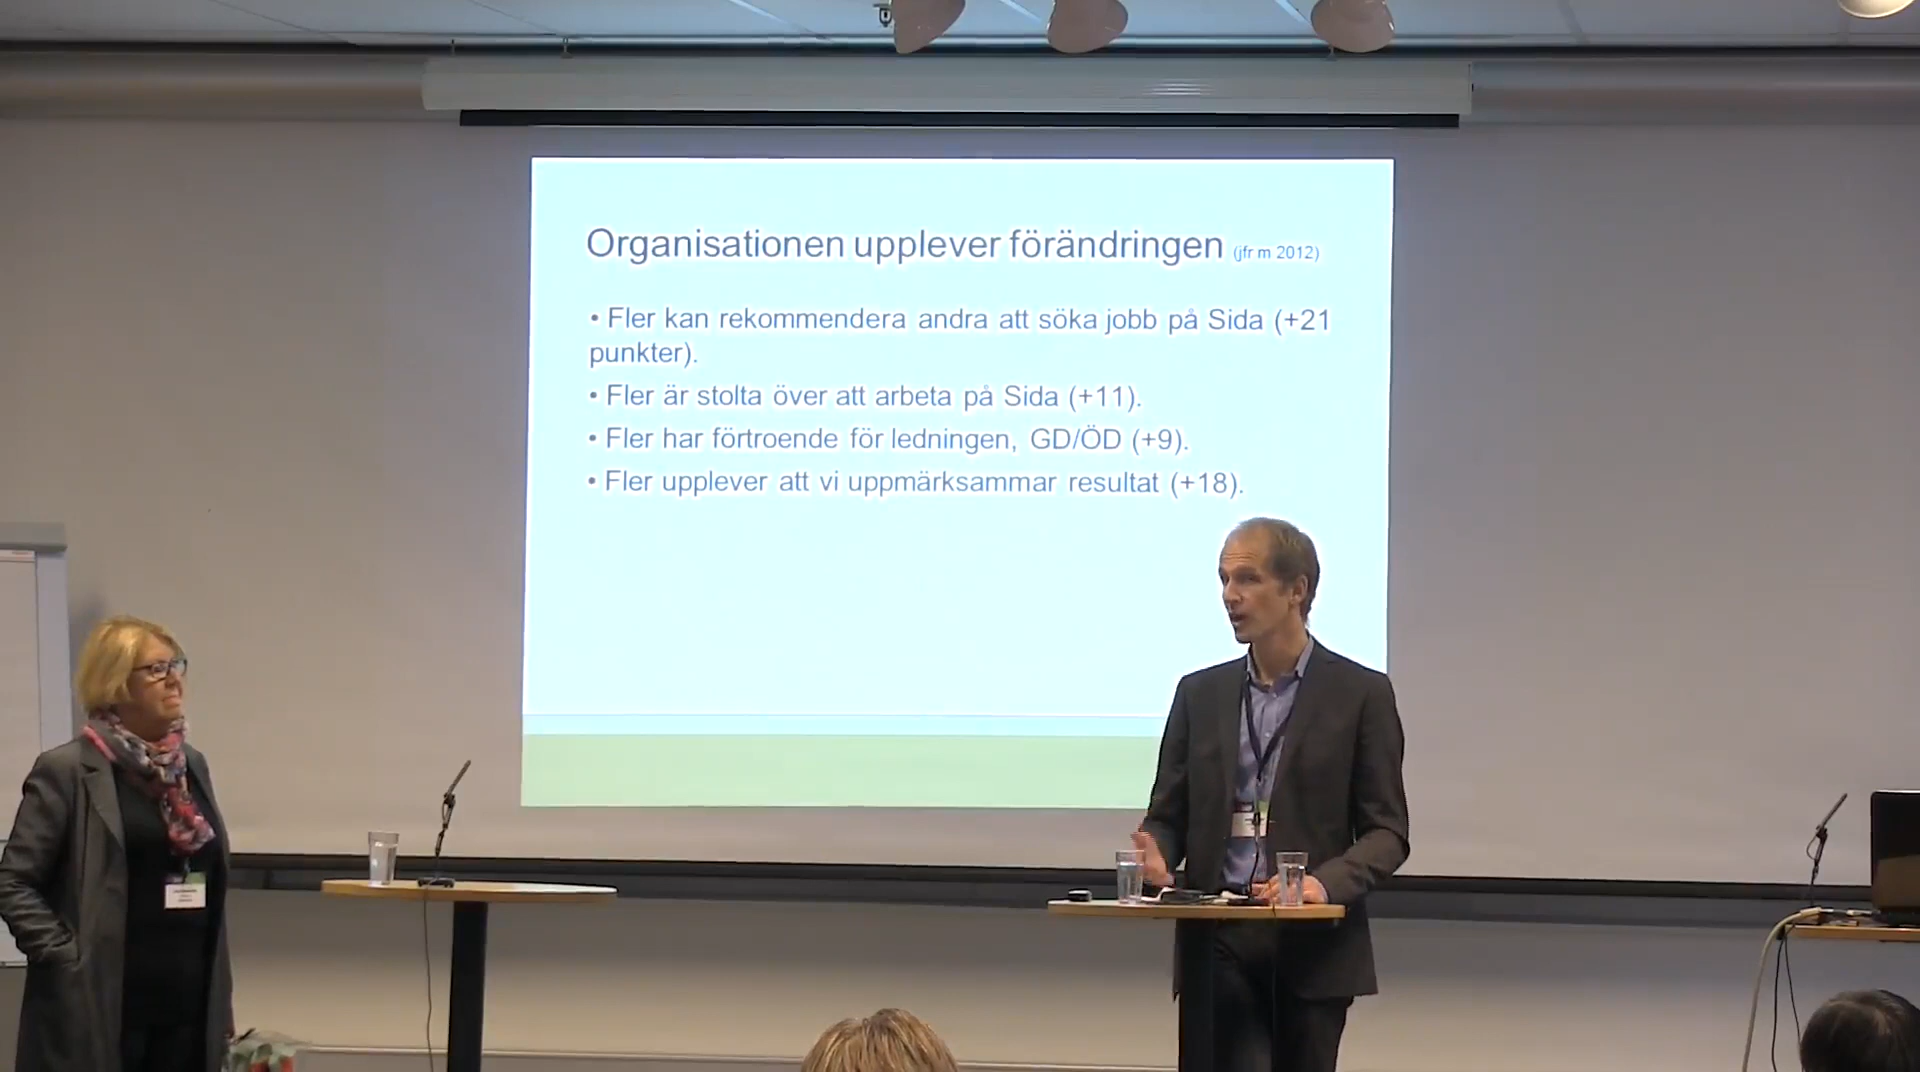 Organisationen upplever förändringen (jfr m 2012)
• Fler kan rekommendera andra att söka jobb på Sida (+21
punkter).
• Fler är stolta över att arbeta på Sida (+11).
• Fler har förtroende för ledningen, GD/ÖD (+9).
• Fler upplever att vi uppmärksammar resultat (+18).